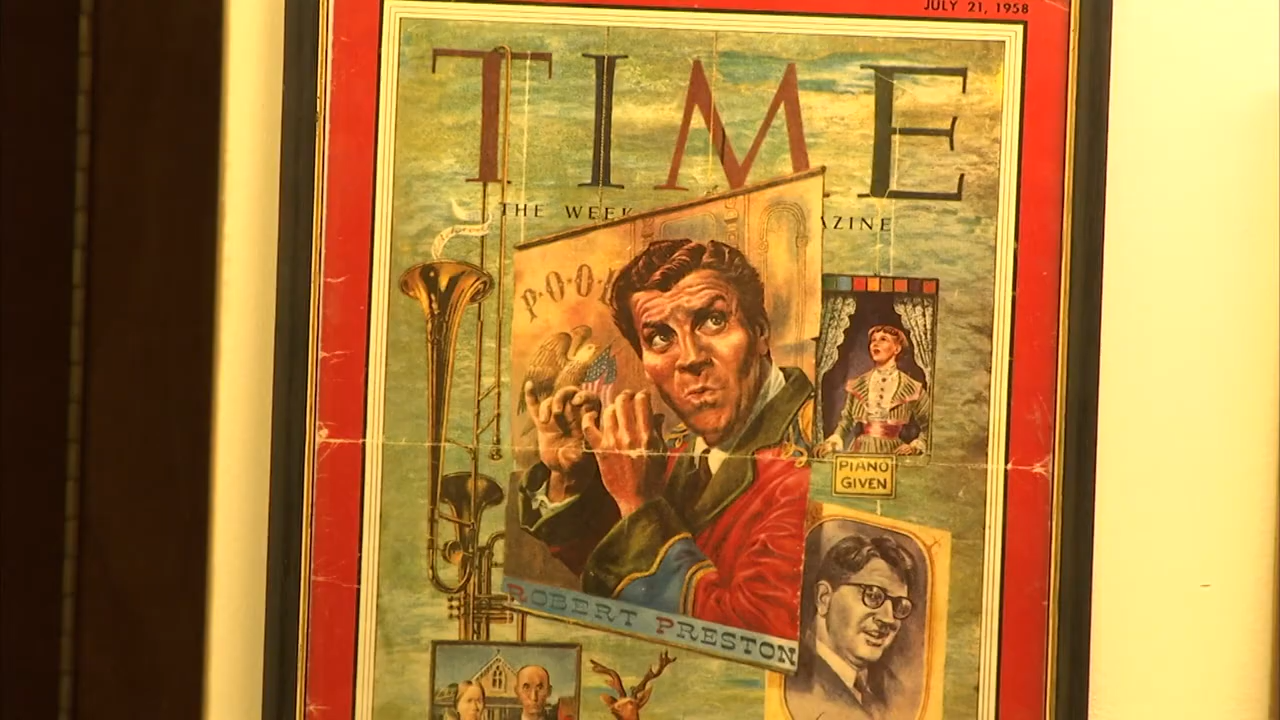 JULY 21, 1958
TIME
THE WEEK AZINE
P·O·O
PIANO
GIVEN
ROBERT PRESTON